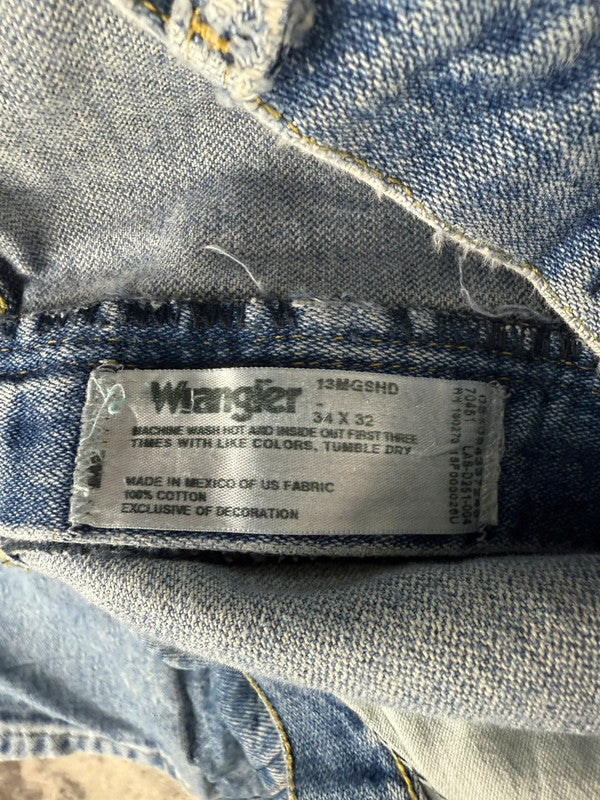 Wrangler
13MGSHD
-
34 X 32
MACHINE WASH HOT AND INSIDE OUT FIRST THREE
TIMES WITH LIKE COLORS, TUMBLE DRY
MADE IN MEXICO OF US FABRIC
100% COTTON
EXCLUSIVE OF DECORATION
70481